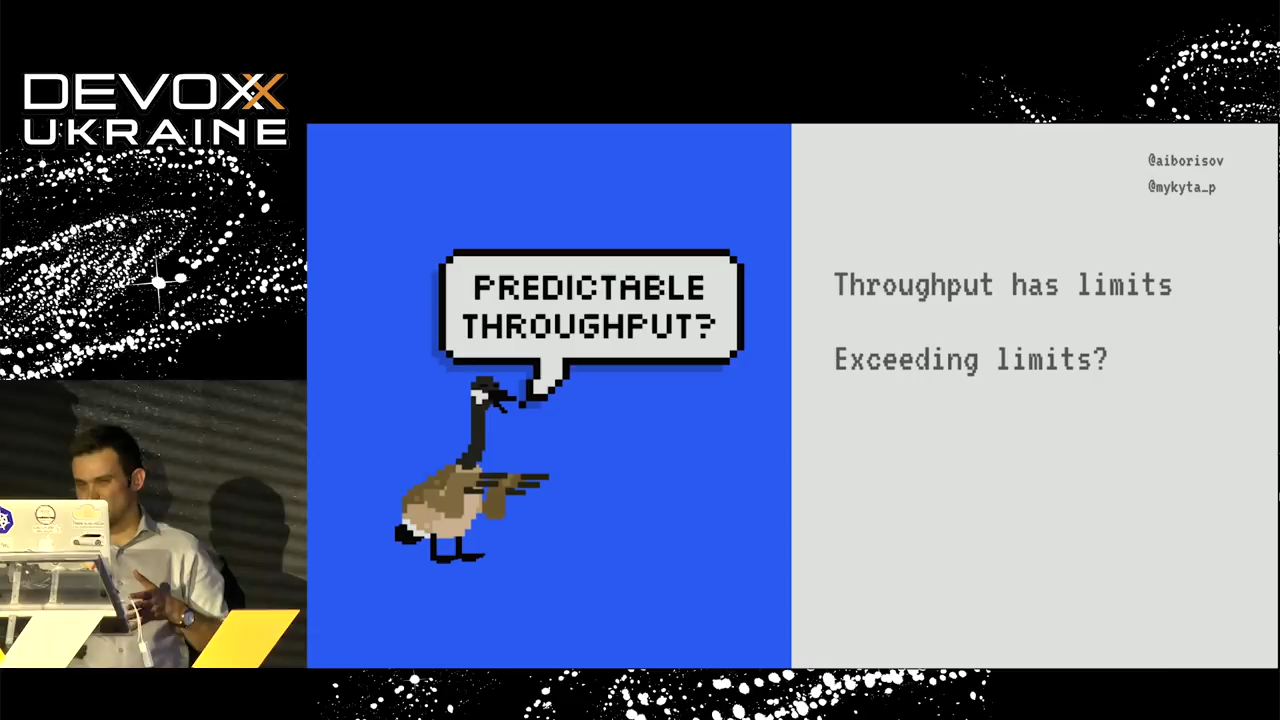 DEVOXX
UKRAINE
PREDICTABLE
THROUGHPUT?
@aiborisov
@mykyta_p
Throughput has limits
Exceeding limits?